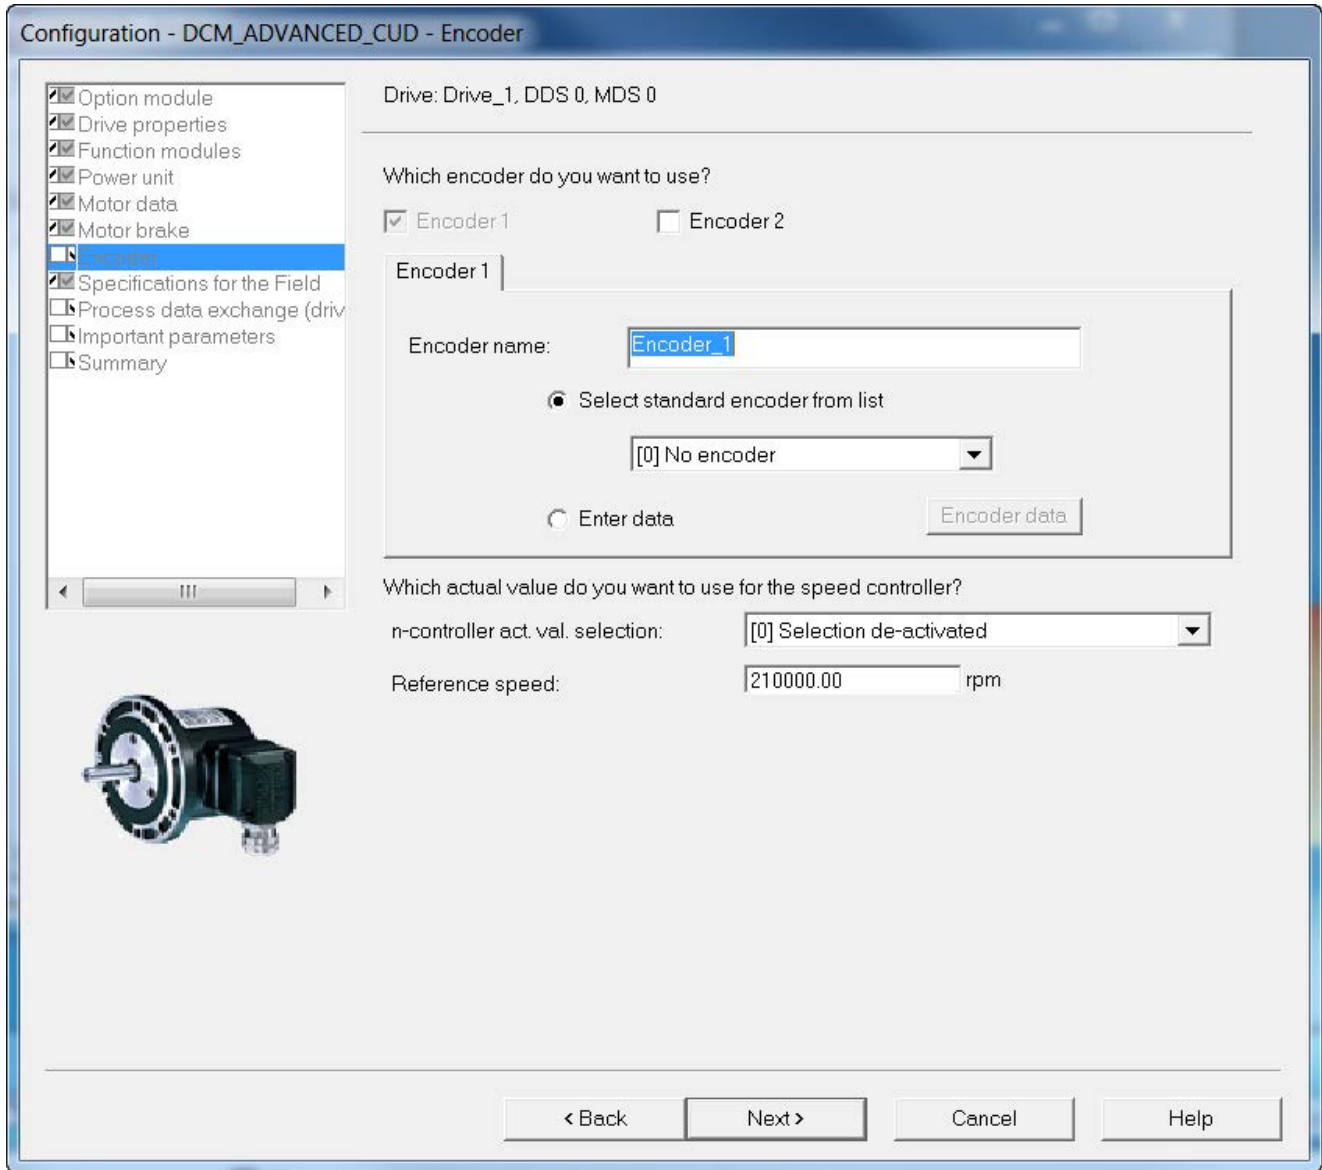 Configuration - DCM_ADVANCED_CUD - Encoder
Option module
Drive properties
Function modules
Power unit
Motor data
Motor brake
Encoder
Specifications for the Field
Process data exchange (driv
Important parameters
Summary
Drive: Drive_1, DDS 0, MDS 0
Which encoder do you want to use?
Encoder 1
Encoder 2
Encoder 1
Encoder name: Encoder_1
Select standard encoder from list
[0] No encoder
Enter data
Encoder data
Which actual value do you want to use for the speed controller?
n-controller act. val. selection: [0] Selection de-activated
Reference speed: 210000.00 rpm
< Back Next > Cancel Help